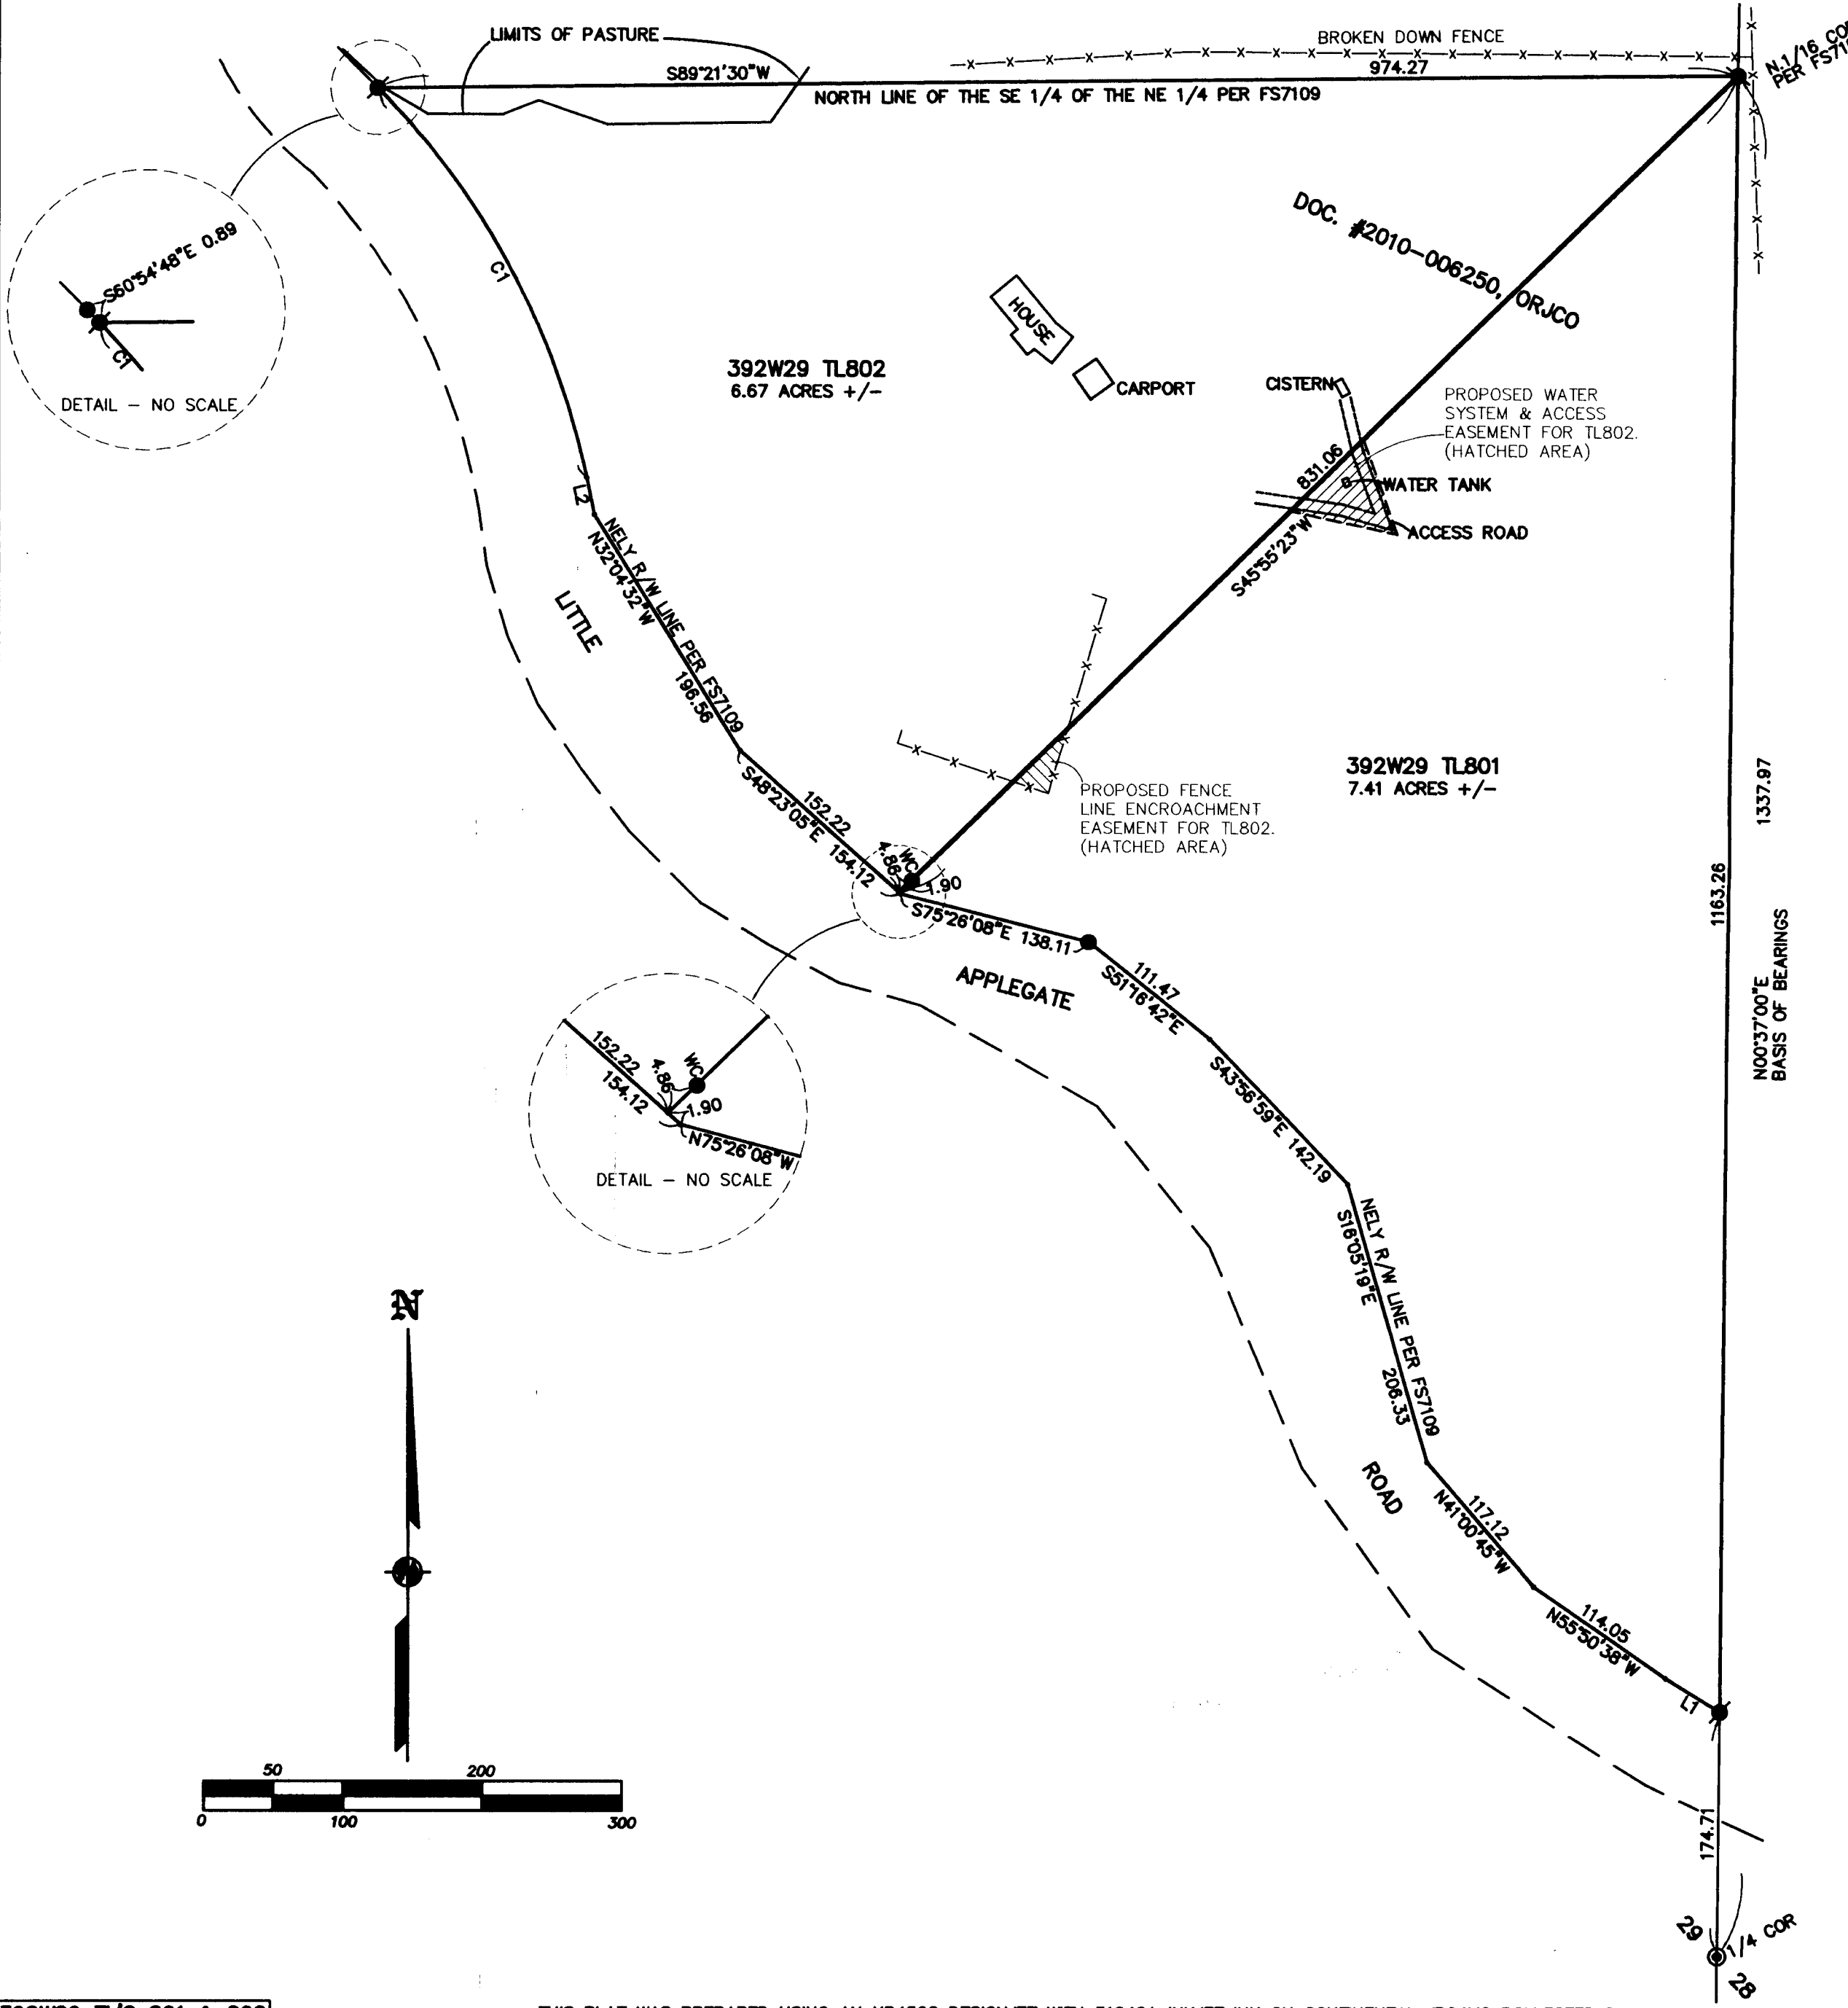 LIMITS OF PASTURE
BROKEN DOWN FENCE
S89°21'30"W
974.27
NORTH LINE OF THE SE 1/4 OF THE NE 1/4 PER FS7109
N.1/16
PER
S60°54'48"E 0.89
C1
DETAIL - NO SCALE
C1
DOC. #2010-006250, ORJCO
HOUSE
CARPORT
392W29 TL802
6.67 ACRES +/-
CISTERN
PROPOSED WATER
SYSTEM & ACCESS
EASEMENT FOR TL802.
(HATCHED AREA)
831.06
WATER TANK
ACCESS ROAD
S45°55'23"W
L2
NELY R/W LINE PER FS7109
N32°04'32"W
196.56
LITTLE
152.22
S48°23'05"E 154.12
4.86
WC
1.90
PROPOSED FENCE
LINE ENCROACHMENT
EASEMENT FOR TL802.
(HATCHED AREA)
392W29 TL801
7.41 ACRES +/-
1337.97
1163.26
N00°37'00"E
BASIS OF BEARINGS
S75°26'08"E 138.11
APPLEGATE
111.47
S51°16'42"E
152.22
154.12
4.86
WC
1.90
N75°26'08"W
DETAIL - NO SCALE
S43°56'59"E 142.19
NELY R/W LINE PER FS7109
S16°05'19"E
206.33
N
ROAD
117.12
N41°00'45"W
114.05
N55°50'38"W
L1
50 200
0 100 300
174.71
29
1/4 COR
28